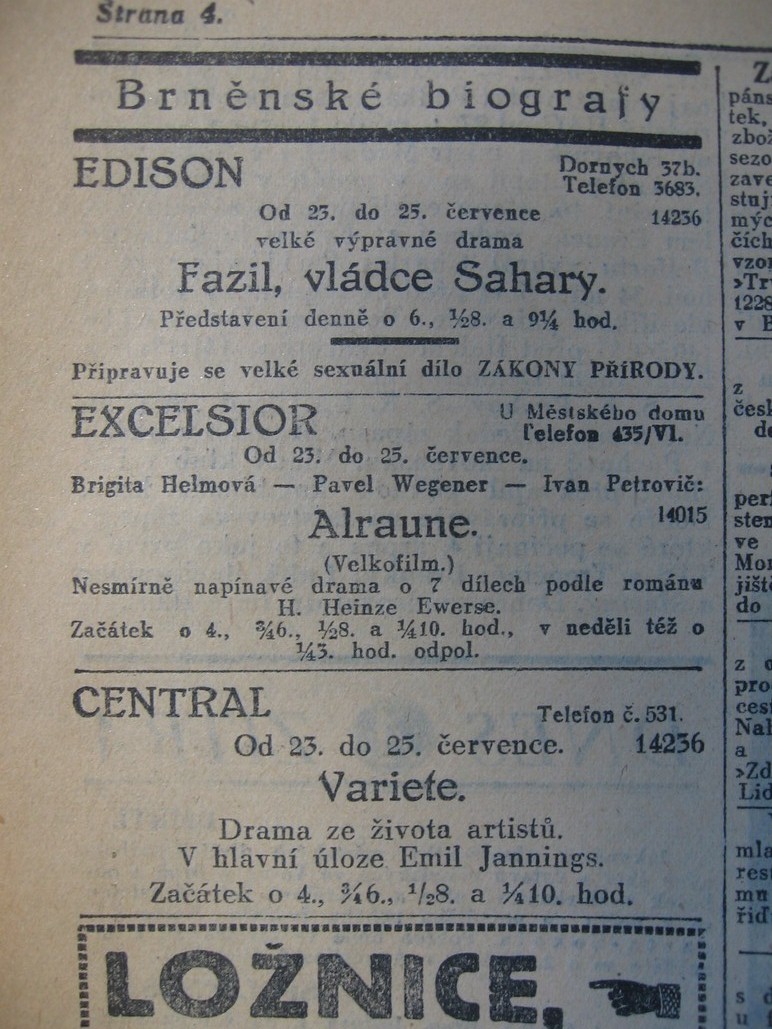 Strana 4.
Brněnské biografy
EDISON
Dornych 37b.
Telefon 3683.
Od 23. do 25. července 14236
velké výpravné drama
Fazil, vládce Sahary.
Představení denně o 6., ½8. a 9¼ hod.
Připravuje se velké sexuální dílo ZÁKONY PŘÍRODY.
EXCELSIOR
U Městského domu
Telefon 435/VI.
Od 23. do 25. července.
Brigita Helmová — Pavel Wegener — Ivan Petrovič:
Alraune. 14015
(Velkofilm.)
Nesmírně napínavé drama o 7 dílech podle románu
H. Heinze Ewerse.
Začátek o 4., ¾6., ½8. a ¼10. hod., v neděli též o
¼3. hod. odpol.
CENTRAL
Telefon č. 531.
Od 23. do 25. července. 14236
Variete.
Drama ze života artistů.
V hlavní úloze Emil Jannings.
Začátek o 4., ¾6., 1/28. a ¼10. hod.
LOŽNICE,